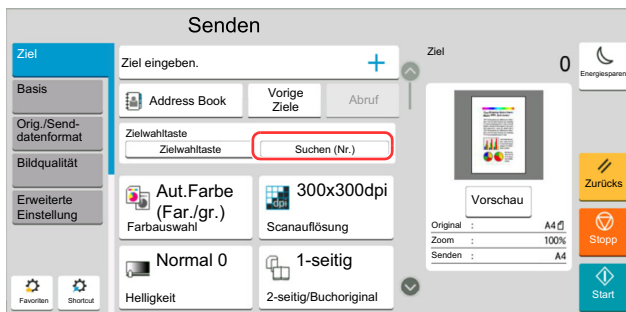 Senden
Ziel
Basis
Orig./Send-
datenformat
Bildqualität
Erweiterte
Einstellung
Favoriten
Shortcut
Ziel eingeben.
Address Book
Vorige
Ziele
Abruf
Zielwahltaste
Zielwahltaste
Suchen (Nr.)
Aut.Farbe
(Far./gr.)
Farbauswahl
dpi
300x300dpi
Scanauflösung
Normal 0
Helligkeit
1-seitig
2-seitig/Buchoriginal
Ziel
0
Vorschau
Original : A4
Zoom : 100%
Senden : A4
Energiesparen
Zurücks
Stopp
Start